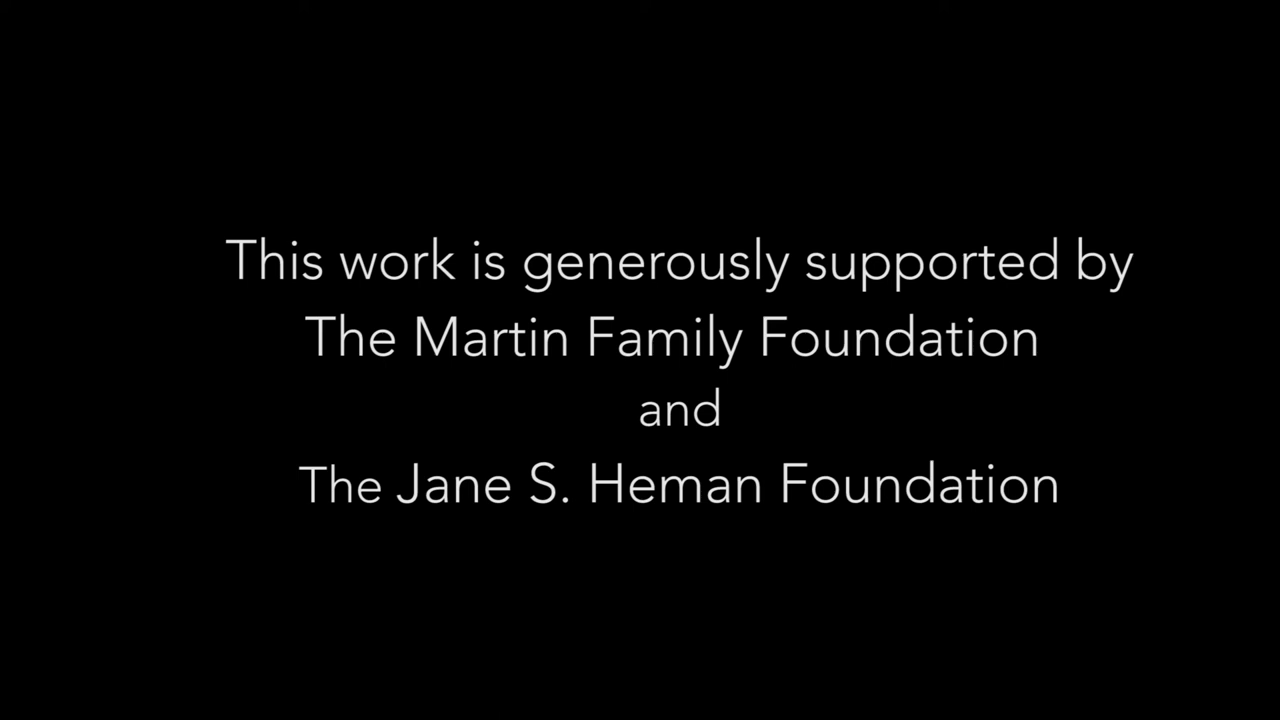 This work is generously supported by
The Martin Family Foundation
and
The Jane S. Heman Foundation